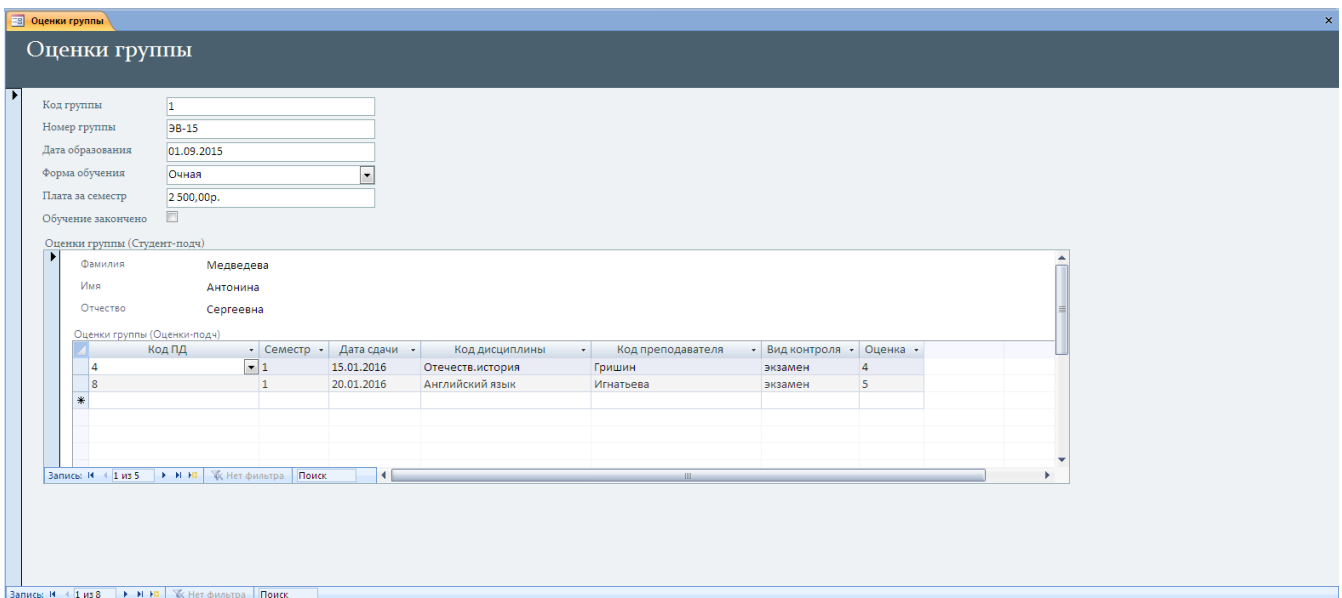 Оценки группы
Оценки группы
Код группы 1
Номер группы ЭВ-15
Дата образования 01.09.2015
Форма обучения Очная
Плата за семестр 2 500,00р.
Обучение закончено
Оценки группы (Студент-подч)
Фамилия Медведева
Имя Антонина
Отчество Сергеевна
Оценки группы (Оценки-подч)
Код ПД Семестр Дата сдачи Код дисциплины Код преподавателя Вид контроля Оценка
4 1 15.01.2016 Отечеств.история Гришин экзамен 4
8 1 20.01.2016 Английский язык Игнатьева экзамен 5
Запись: 1 из 5 Нет фильтра Поиск
Запись: 1 из 8 Нет фильтра Поиск